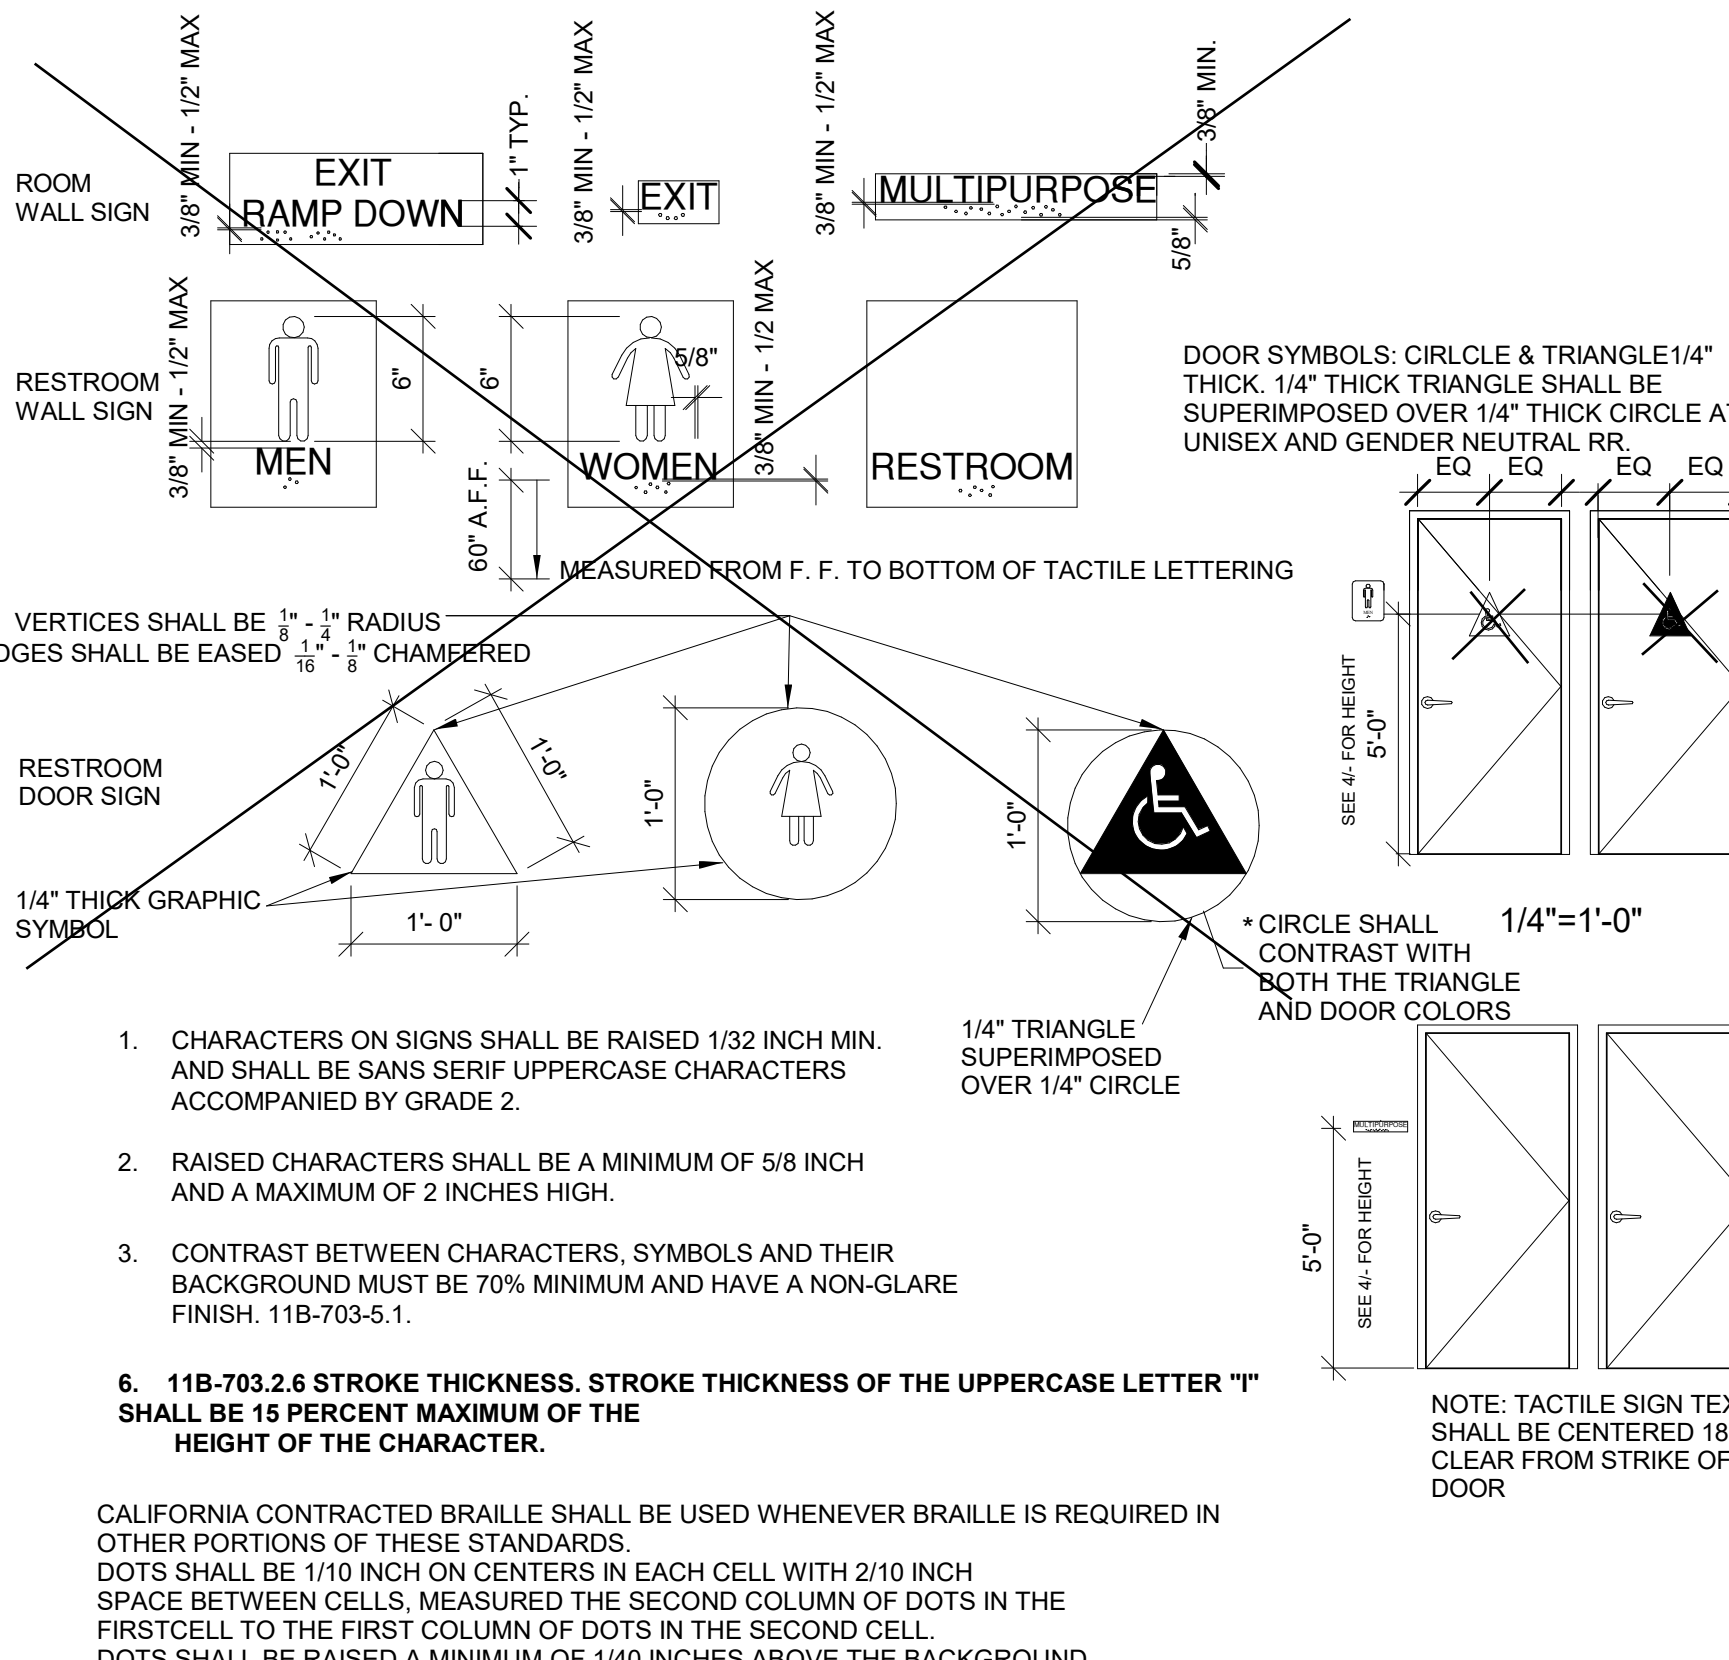 3/8" MIN - 1/2" MAX
1" TYP.
3/8" MIN - 1/2" MAX
3/8" MIN - 1/2" MAX
3/8" MIN.
ROOM
WALL SIGN
EXIT
RAMP DOWN
EXIT
MULTIPURPOSE
5/8"
3/8" MIN - 1/2" MAX
6"
6"
5/8"
3/8" MIN - 1/2 MAX
RESTROOM
WALL SIGN
MEN
WOMEN
RESTROOM
60" A.F.F.
MEASURED FROM F. F. TO BOTTOM OF TACTILE LETTERING
DOOR SYMBOLS: CIRLCLE & TRIANGLE1/4"
THICK. 1/4" THICK TRIANGLE SHALL BE
SUPERIMPOSED OVER 1/4" THICK CIRCLE AT
UNISEX AND GENDER NEUTRAL RR.
EQ EQ EQ EQ
MEN
SEE 4/- FOR HEIGHT
5'-0"
1/4"=1'-0"
VERTICES SHALL BE 1/8" - 1/4" RADIUS
DGES SHALL BE EASED 1/16" - 1/8" CHAMFERED
RESTROOM
DOOR SIGN
1'-0"
1'-0"
1'-0"
1'-0"
1/4" THICK GRAPHIC
SYMBOL
1'- 0"
* CIRCLE SHALL
CONTRAST WITH
BOTH THE TRIANGLE
AND DOOR COLORS
1/4" TRIANGLE
SUPERIMPOSED
OVER 1/4" CIRCLE
1. CHARACTERS ON SIGNS SHALL BE RAISED 1/32 INCH MIN.
AND SHALL BE SANS SERIF UPPERCASE CHARACTERS
ACCOMPANIED BY GRADE 2.
2. RAISED CHARACTERS SHALL BE A MINIMUM OF 5/8 INCH
AND A MAXIMUM OF 2 INCHES HIGH.
3. CONTRAST BETWEEN CHARACTERS, SYMBOLS AND THEIR
BACKGROUND MUST BE 70% MINIMUM AND HAVE A NON-GLARE
FINISH. 11B-703-5.1.
6. 11B-703.2.6 STROKE THICKNESS. STROKE THICKNESS OF THE UPPERCASE LETTER "I"
SHALL BE 15 PERCENT MAXIMUM OF THE
HEIGHT OF THE CHARACTER.
MULTIPURPOSE
SEE 4/- FOR HEIGHT
5'-0"
NOTE: TACTILE SIGN TEX
SHALL BE CENTERED 18
CLEAR FROM STRIKE OF
DOOR
CALIFORNIA CONTRACTED BRAILLE SHALL BE USED WHENEVER BRAILLE IS REQUIRED IN
OTHER PORTIONS OF THESE STANDARDS.
DOTS SHALL BE 1/10 INCH ON CENTERS IN EACH CELL WITH 2/10 INCH
SPACE BETWEEN CELLS, MEASURED THE SECOND COLUMN OF DOTS IN THE
FIRSTCELL TO THE FIRST COLUMN OF DOTS IN THE SECOND CELL.
DOTS SHALL BE RAISED A MINIMUM OF 1/40 INCHES ABOVE THE BACKGROUND